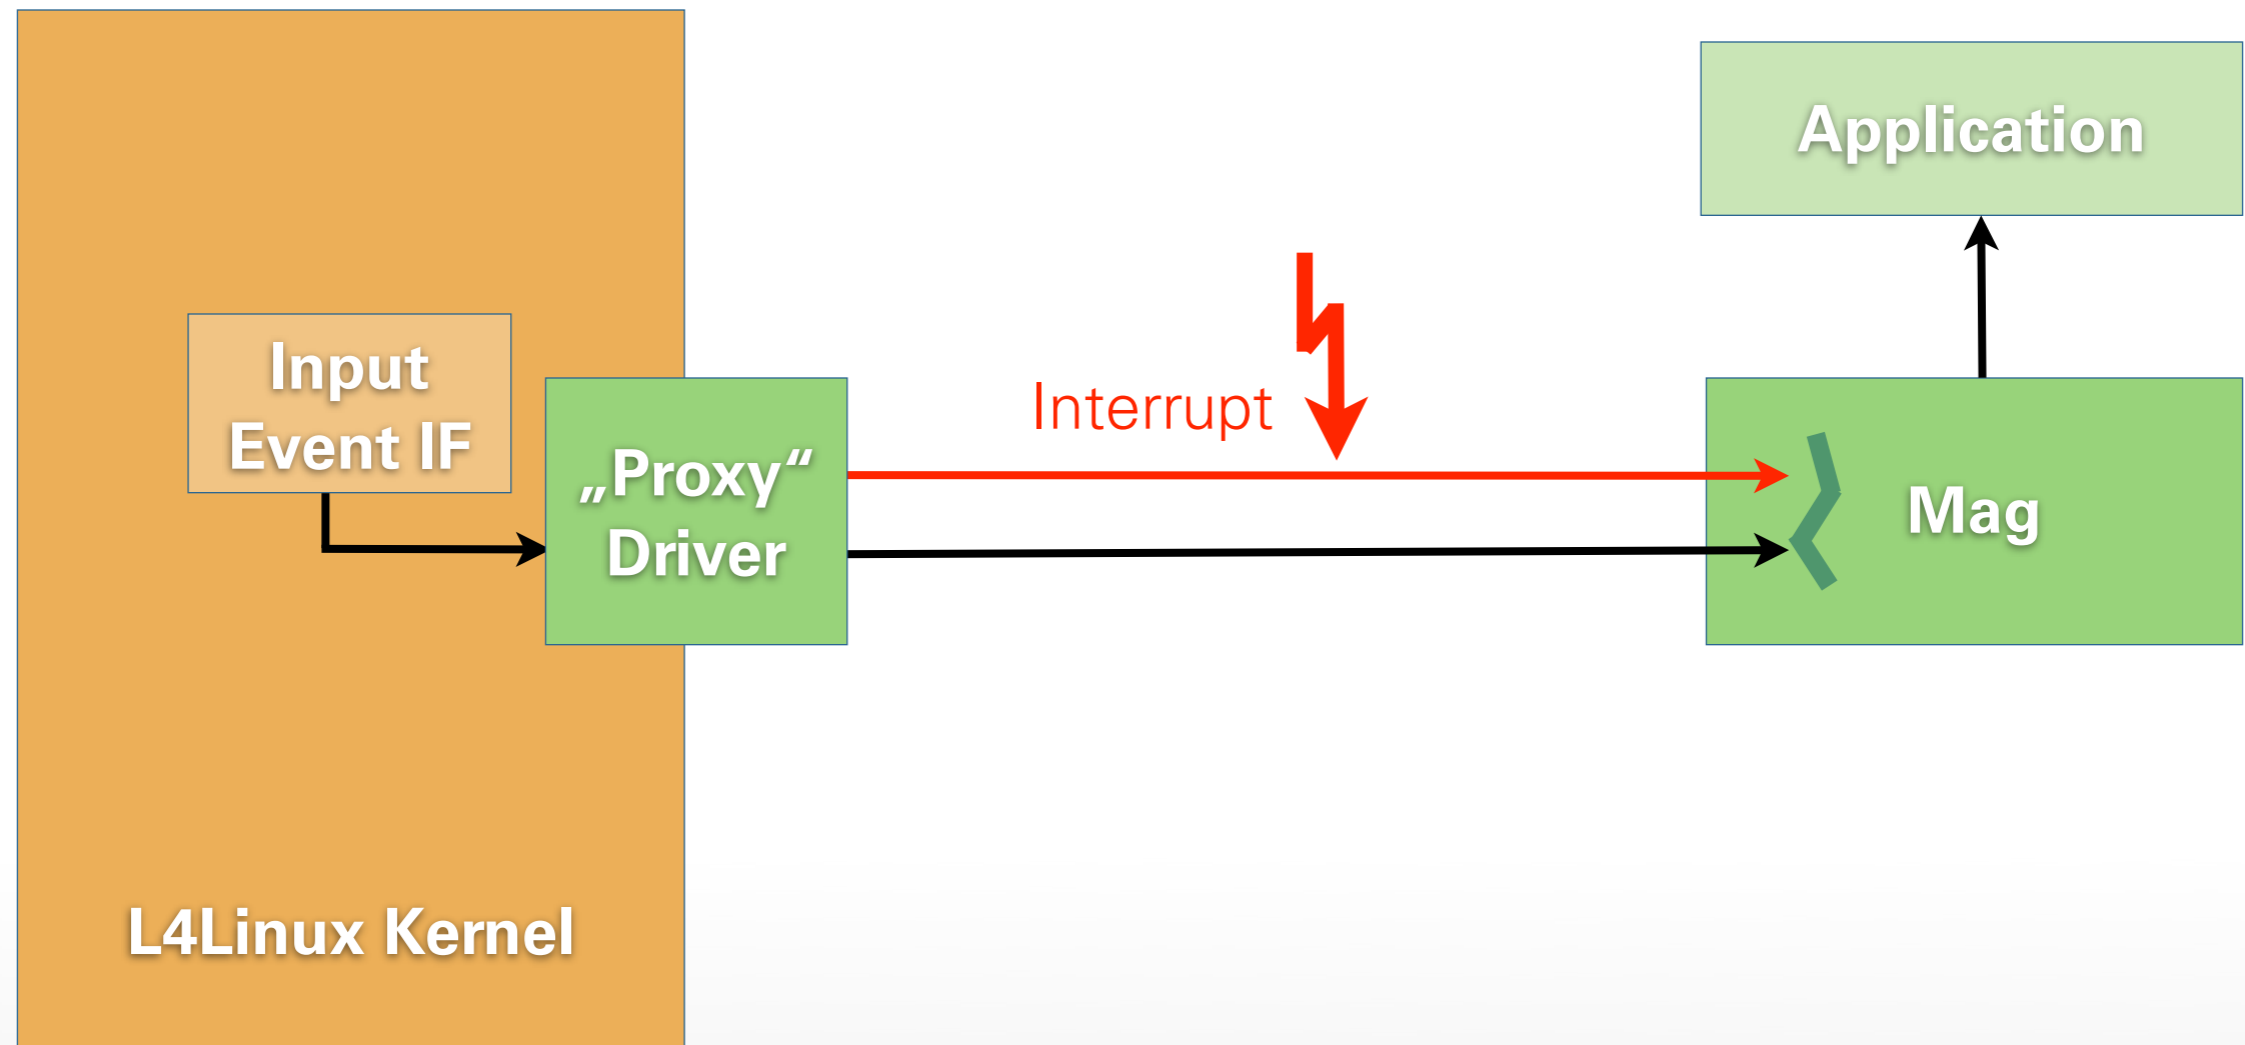 Application
Input
Event IF
Interrupt
„Proxy“
Driver
Mag
L4Linux Kernel